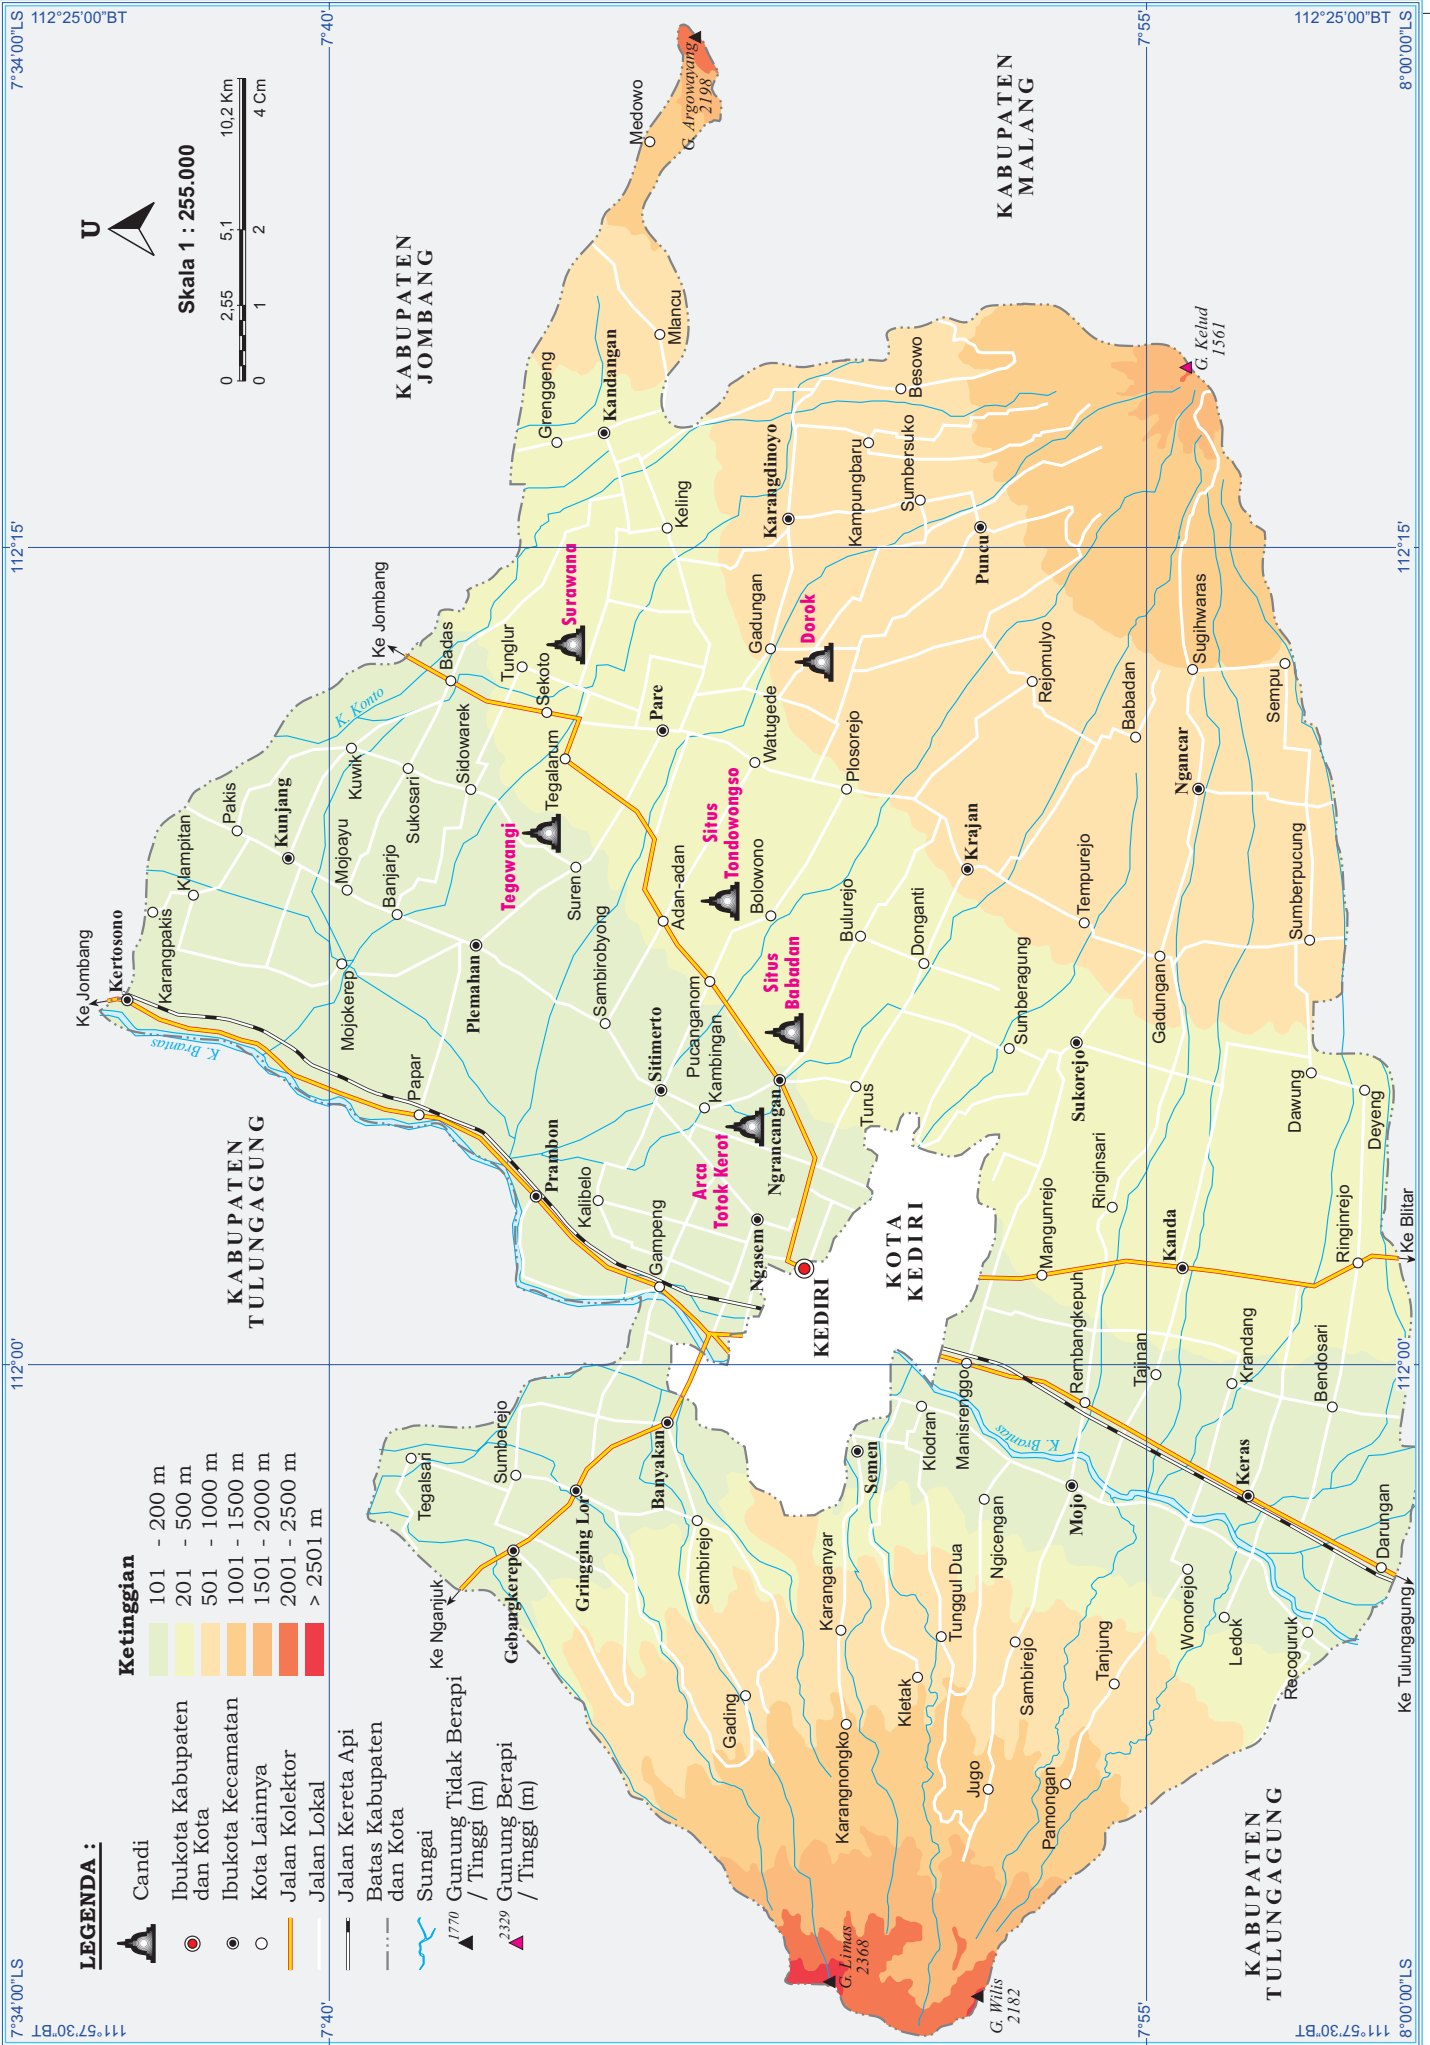 7°34'00"LS
111°57'30"BT
112°00'
112°15'
7°34'00"LS
112°25'00"BT
7°40'
7°40'
7°55'
7°55'
8°00'00"LS
111°57'30"BT
112°00'
112°15'
8°00'00"LS
112°25'00"BT
LEGENDA :
Candi
Ibukota Kabupaten
dan Kota
Ibukota Kecamatan
Kota Lainnya
Jalan Kolektor
Jalan Lokal
Jalan Kereta Api
Batas Kabupaten
dan Kota
Sungai
1770
Gunung Tidak Berapi
/ Tinggi (m)
2329
Gunung Berapi
/ Tinggi (m)
Ketinggian
101 - 200 m
201 - 500 m
501 - 1000 m
1001 - 1500 m
1501 - 2000 m
2001 - 2500 m
> 2501 m
U
Skala 1 : 255.000
0 2,55 5,1 10,2 Km
0 1 2 4 Cm
KABUPATEN
TULUNGAGUNG
KABUPATEN
JOMBANG
KABUPATEN
MALANG
KABUPATEN
TULUNGAGUNG
KOTA
KEDIRI
KEDIRI
Ke Jombang
Kertosono
Karangpakis
Klampitan
Pakis
Kunjang
Kuwik
Mojoayu
Sukosari
Banjarjo
Mojokerep
K. Brantas
K. Konto
Ke Jombang
Badas
Tunglur
Sekoto
Sidowarek
Tegalarum
Surawana
Tegowangi
Suren
Plemahan
Sambirobyong
Papar
Prambon
Kalibelo
Gampeng
Sitimerto
Pucanganom
Kambingan
Adan-adan
Situs
Tondowongso
Bolowono
Situs
Babadan
Arca
Totok Kerot
Ngrancangan
Ngasem
Turus
Pare
Watugede
Gadungan
Dorok
Plosorejo
Keling
Kandangan
Grenggeng
Mlancu
Medowo
G. Argowayang
2198
Karangdinoyo
Kampungbaru
Sumbersuko
Besowo
Puncu
G. Kelud
1561
Rejomulyo
Babadan
Sugihwaras
Sempu
Ngancar
Krajan
Bulurejo
Donganti
Sumberagung
Tempurejo
Gadungan
Sumberpucung
Sukorejo
Dawung
Deyeng
Ringinsari
Mangunrejo
Kanda
Ringinrejo
Ke Blitar
Rembangkepuh
Tajinan
Krandang
Bendosari
Manisrenggo
Klodran
K. Brantas
Semen
Mojo
Keras
Ngicengan
Darungan
Ke Tulungagung
Wonorejo
Ledok
Recoguruk
Tegalsari
Sumberejo
Banyakan
Gringging Lor
Gebangkerep
Ke Nganjuk
Sambirejo
Gading
Karanganyar
Karangnongko
Kletak
Tunggul Dua
Sambirejo
Tanjung
Jugo
Pamongan
G. Limas
2368
G. Wilis
2182